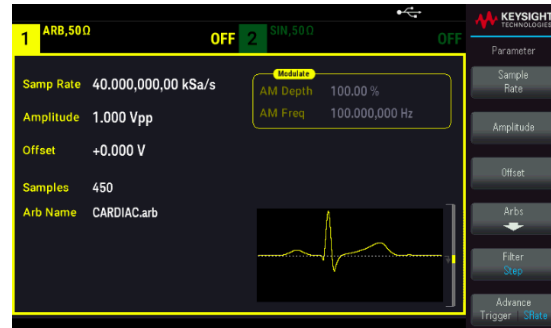 1 ARB,50Ω OFF 2 SIN,50Ω OFF
KEYSIGHT
TECHNOLOGIES
Parameter
Samp Rate 40.000,000,00 kSa/s
Amplitude 1.000 Vpp
Offset +0.000 V
Samples 450
Arb Name CARDIAC.arb
Modulate
AM Depth 100.00 %
AM Freq 100.000,000 Hz
Sample
Rate
Amplitude
Offset
Arbs
Filter
Step
Advance
Trigger SRate